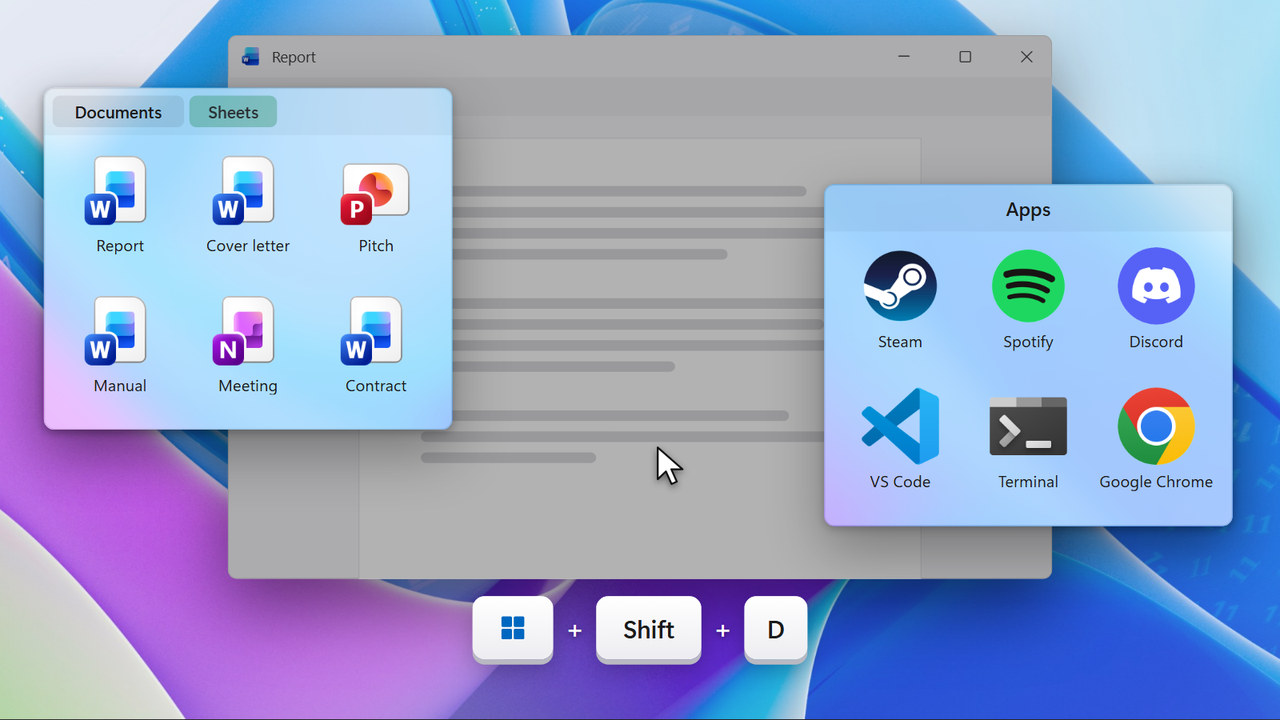 Report
Documents
Sheets
W
W
P
Report
Cover letter
Pitch
W
N
W
Manual
Meeting
Contract
Apps
Steam
Spotify
Discord
VS Code
Terminal
Google Chrome
+ Shift + D